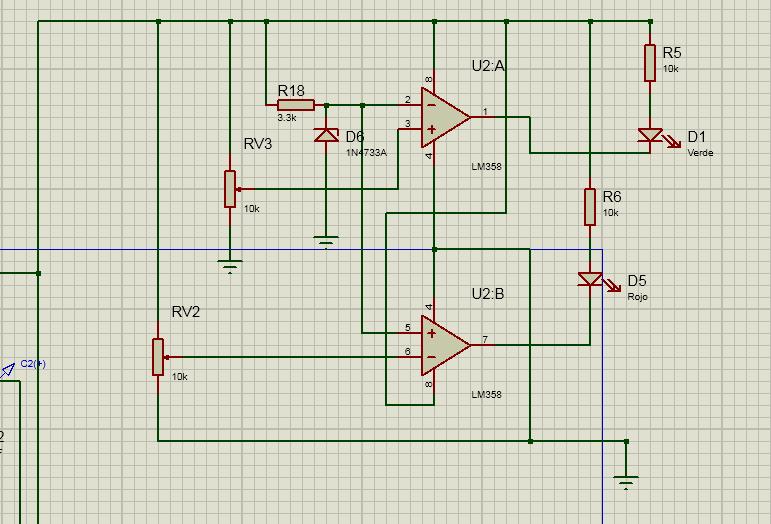 U2:A
R5
10k
8
R18
3.3k
2
3
1
D6
1N4733A
RV3
4
D1
Verde
LM358
R6
10k
10k
D5
Rojo
U2:B
4
RV2
5
6
7
10k
8
LM358
C2(+)
2